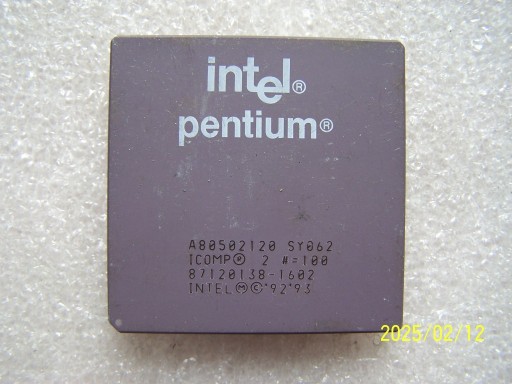 intel®
pentium®
A80502120 SY062
ICOMP® 2 #=100
87120138-1602
INTEL Ⓜ©'92'93
2025/02/12